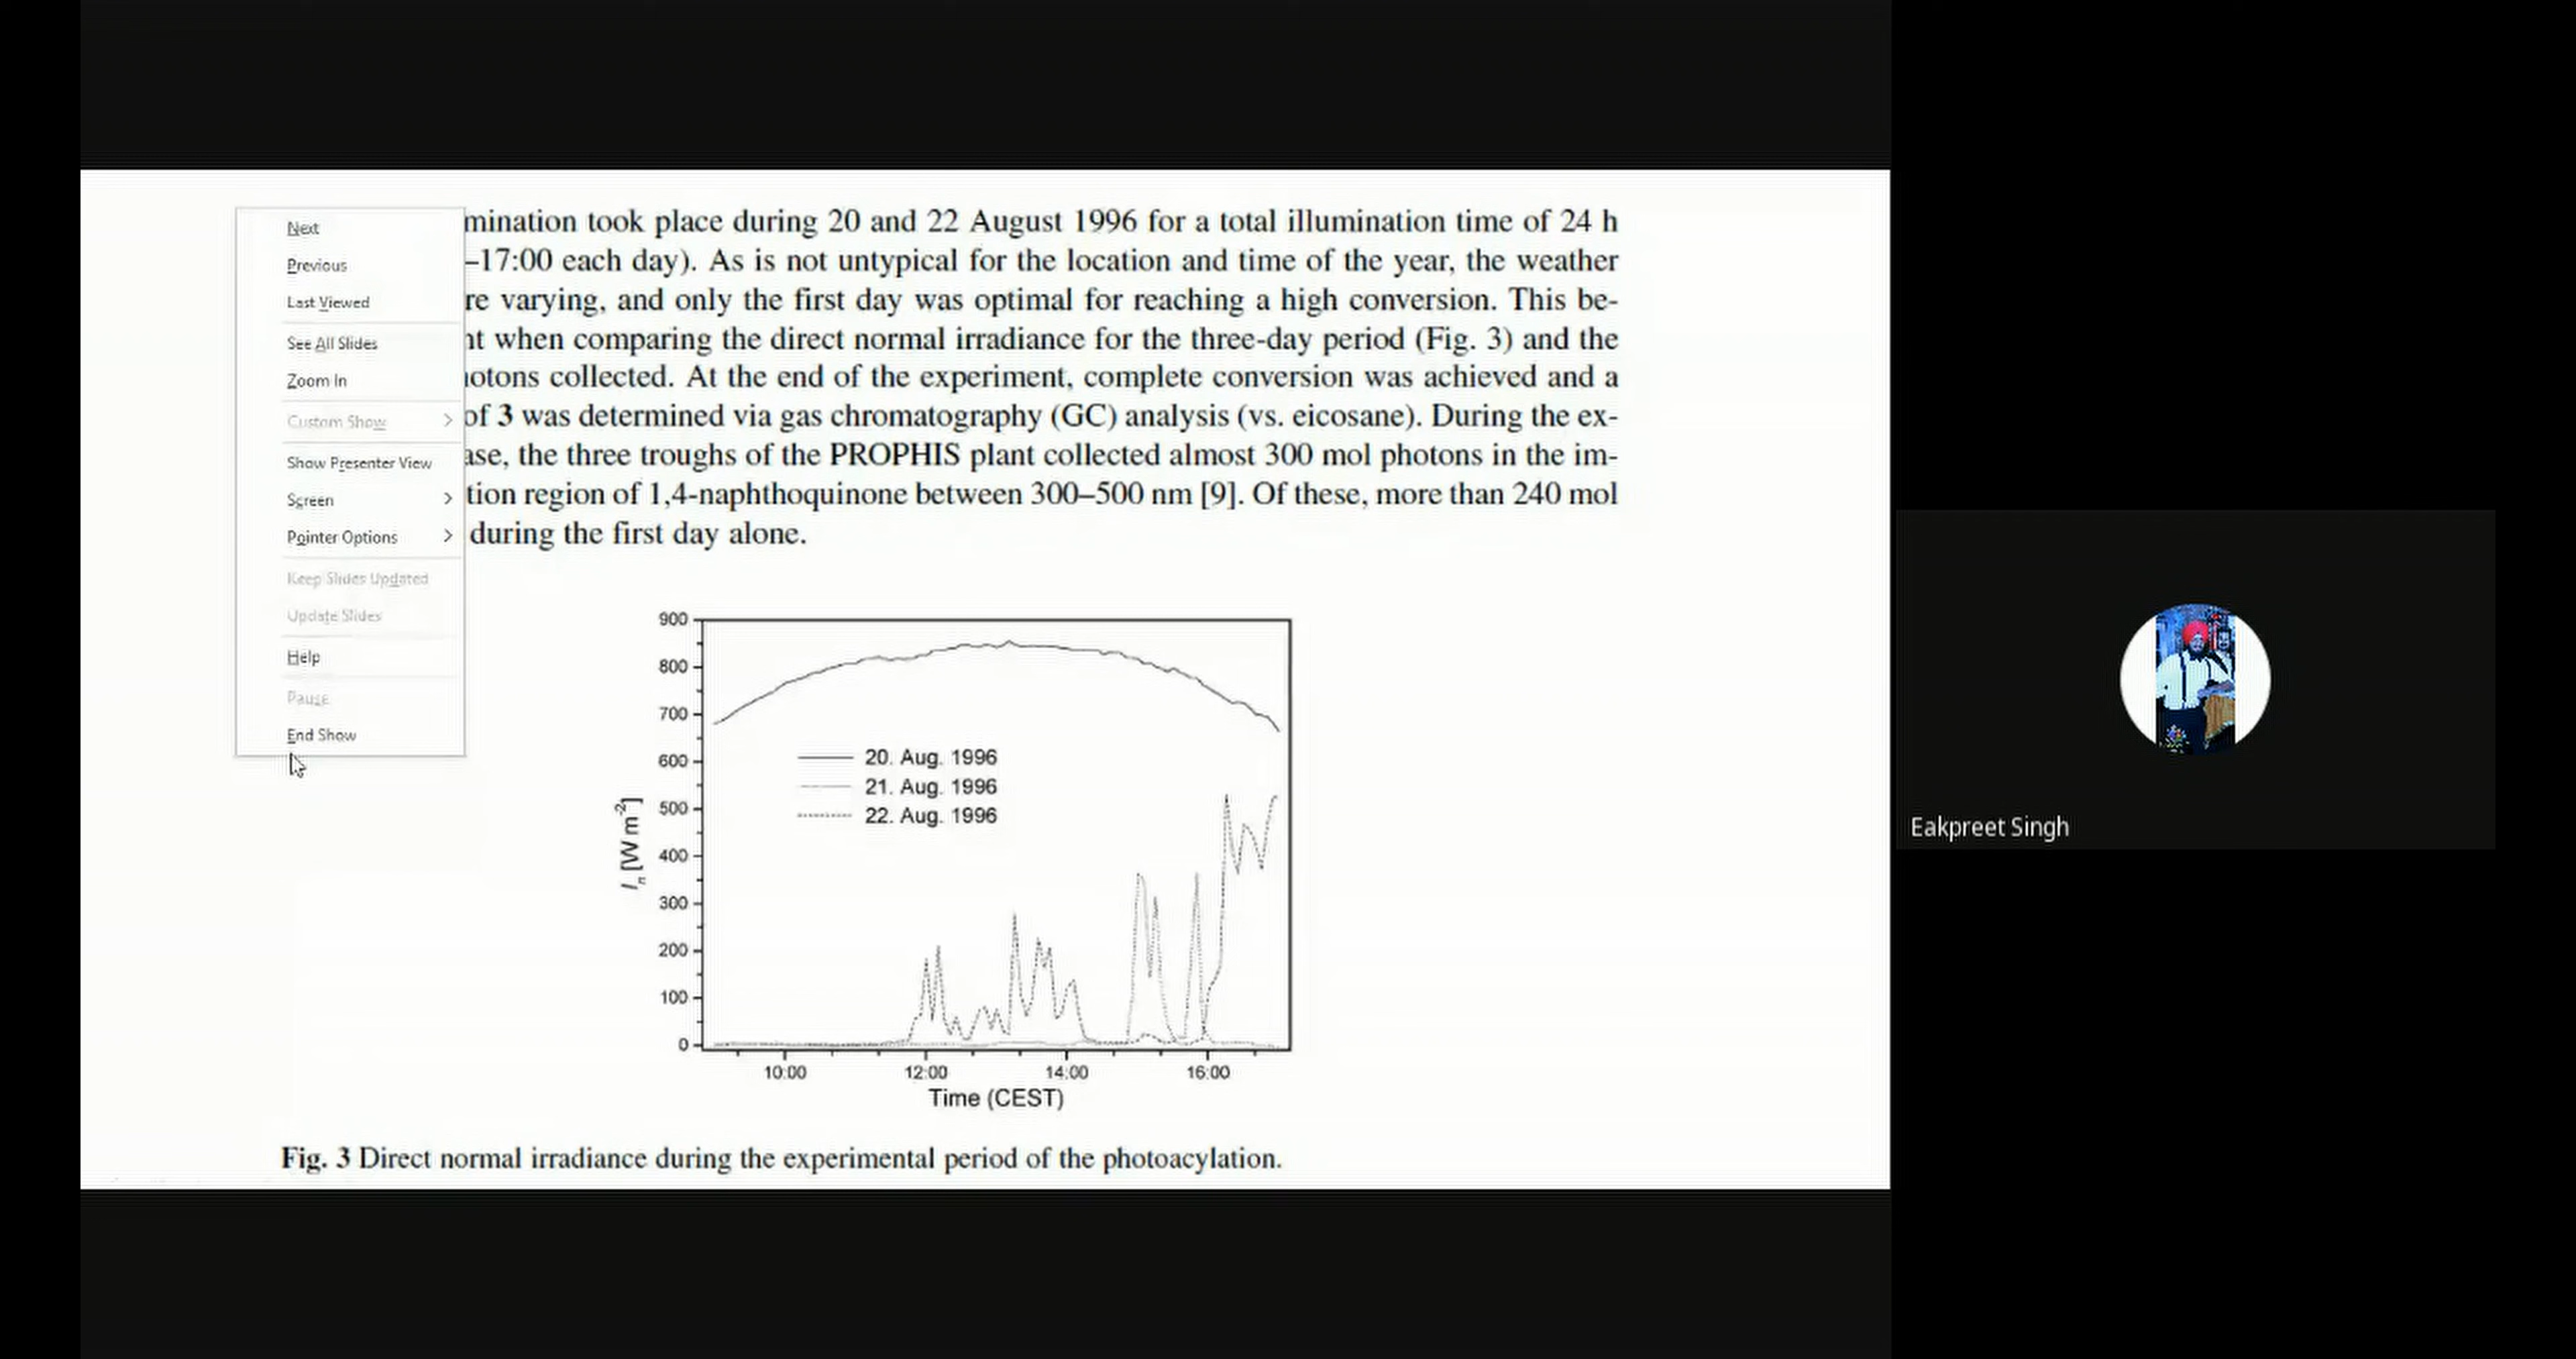 Next
Previous
Last Viewed
See All Slides
Zoom In
Custom Show
Show Presenter View
Screen
Pointer Options
Keep Slides Updated
Update Slides
Help
Pause
End Show
mination took place during 20 and 22 August 1996 for a total illumination time of 24 h
–17:00 each day). As is not untypical for the location and time of the year, the weather
re varying, and only the first day was optimal for reaching a high conversion. This be-
nt when comparing the direct normal irradiance for the three-day period (Fig. 3) and the
otons collected. At the end of the experiment, complete conversion was achieved and a
of 3 was determined via gas chromatography (GC) analysis (vs. eicosane). During the ex-
ase, the three troughs of the PROPHIS plant collected almost 300 mol photons in the im-
tion region of 1,4-naphthoquinone between 300–500 nm [9]. Of these, more than 240 mol
during the first day alone.
900
800
700
600
500
400
300
200
100
0
I_n [W m^-2]
20. Aug. 1996
21. Aug. 1996
22. Aug. 1996
10:00 12:00 14:00 16:00
Time (CEST)
Fig. 3 Direct normal irradiance during the experimental period of the photoacylation.
Eakpreet Singh